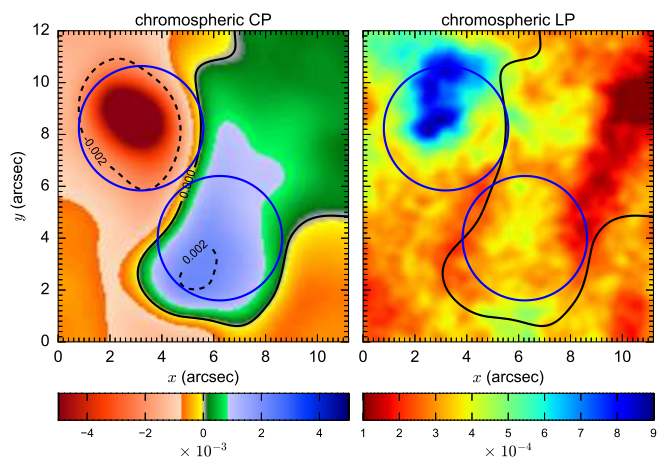 chromospheric CP
chromospheric LP
12
10
8
6
4
2
0
y (arcsec)
-0.002
0.000
0.002
0 2 4 6 8 10
0 2 4 6 8 10
x (arcsec)
x (arcsec)
−4 −2 0 2 4
1 2 3 4 5 6 7 8 9
× 10⁻³
× 10⁻⁴